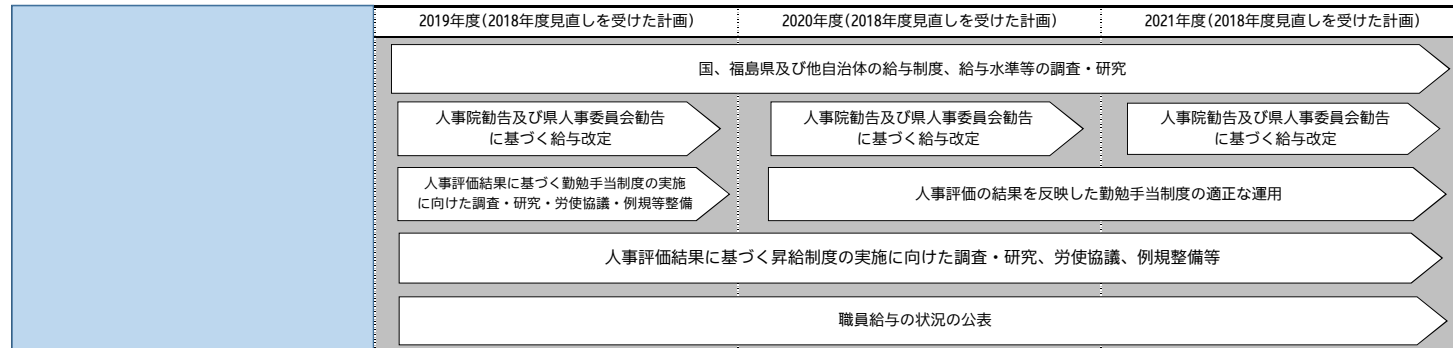 2019年度(2018年度見直しを受けた計画)
2020年度(2018年度見直しを受けた計画)
2021年度(2018年度見直しを受けた計画)
国、福島県及び他自治体の給与制度、給与水準等の調査・研究
人事院勧告及び県人事委員会勧告
に基づく給与改定
人事院勧告及び県人事委員会勧告
に基づく給与改定
人事院勧告及び県人事委員会勧告
に基づく給与改定
人事評価結果に基づく勤勉手当制度の実施
に向けた調査・研究・労使協議・例規等整備
人事評価の結果を反映した勤勉手当制度の適正な運用
人事評価結果に基づく昇給制度の実施に向けた調査・研究、労使協議、例規整備等
職員給与の状況の公表